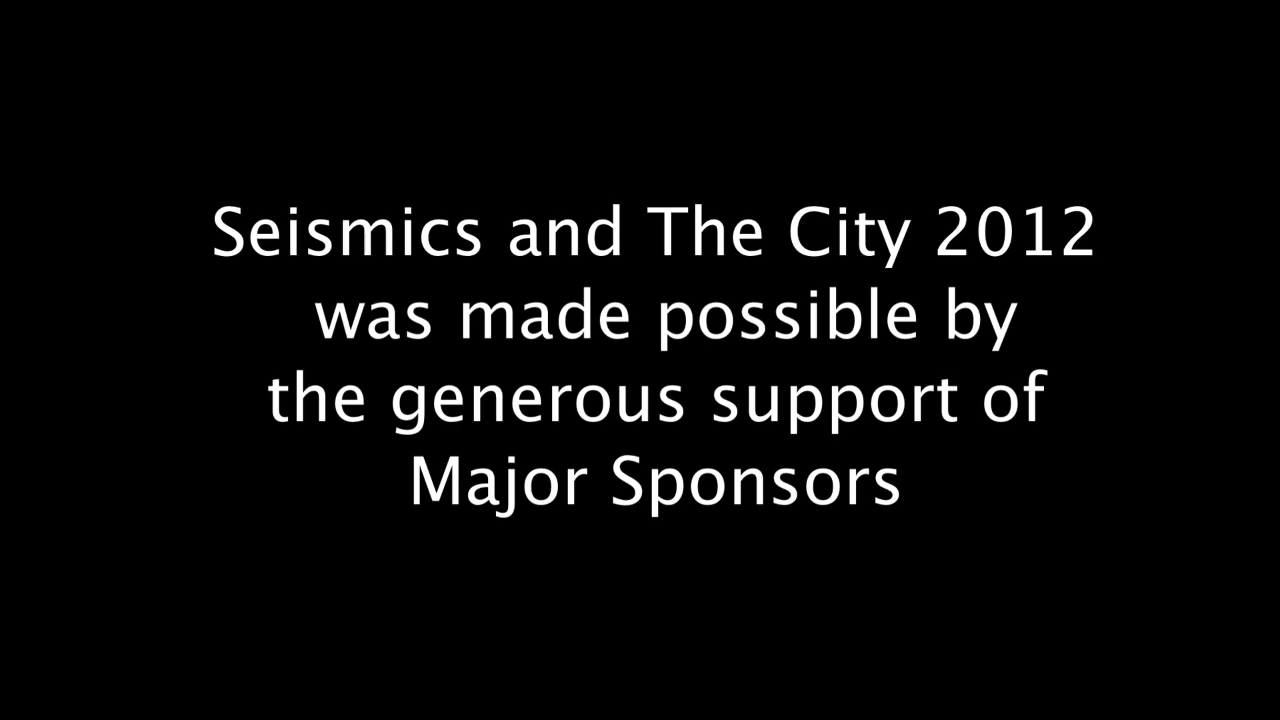 Seismics and The City 2012
was made possible by
the generous support of
Major Sponsors